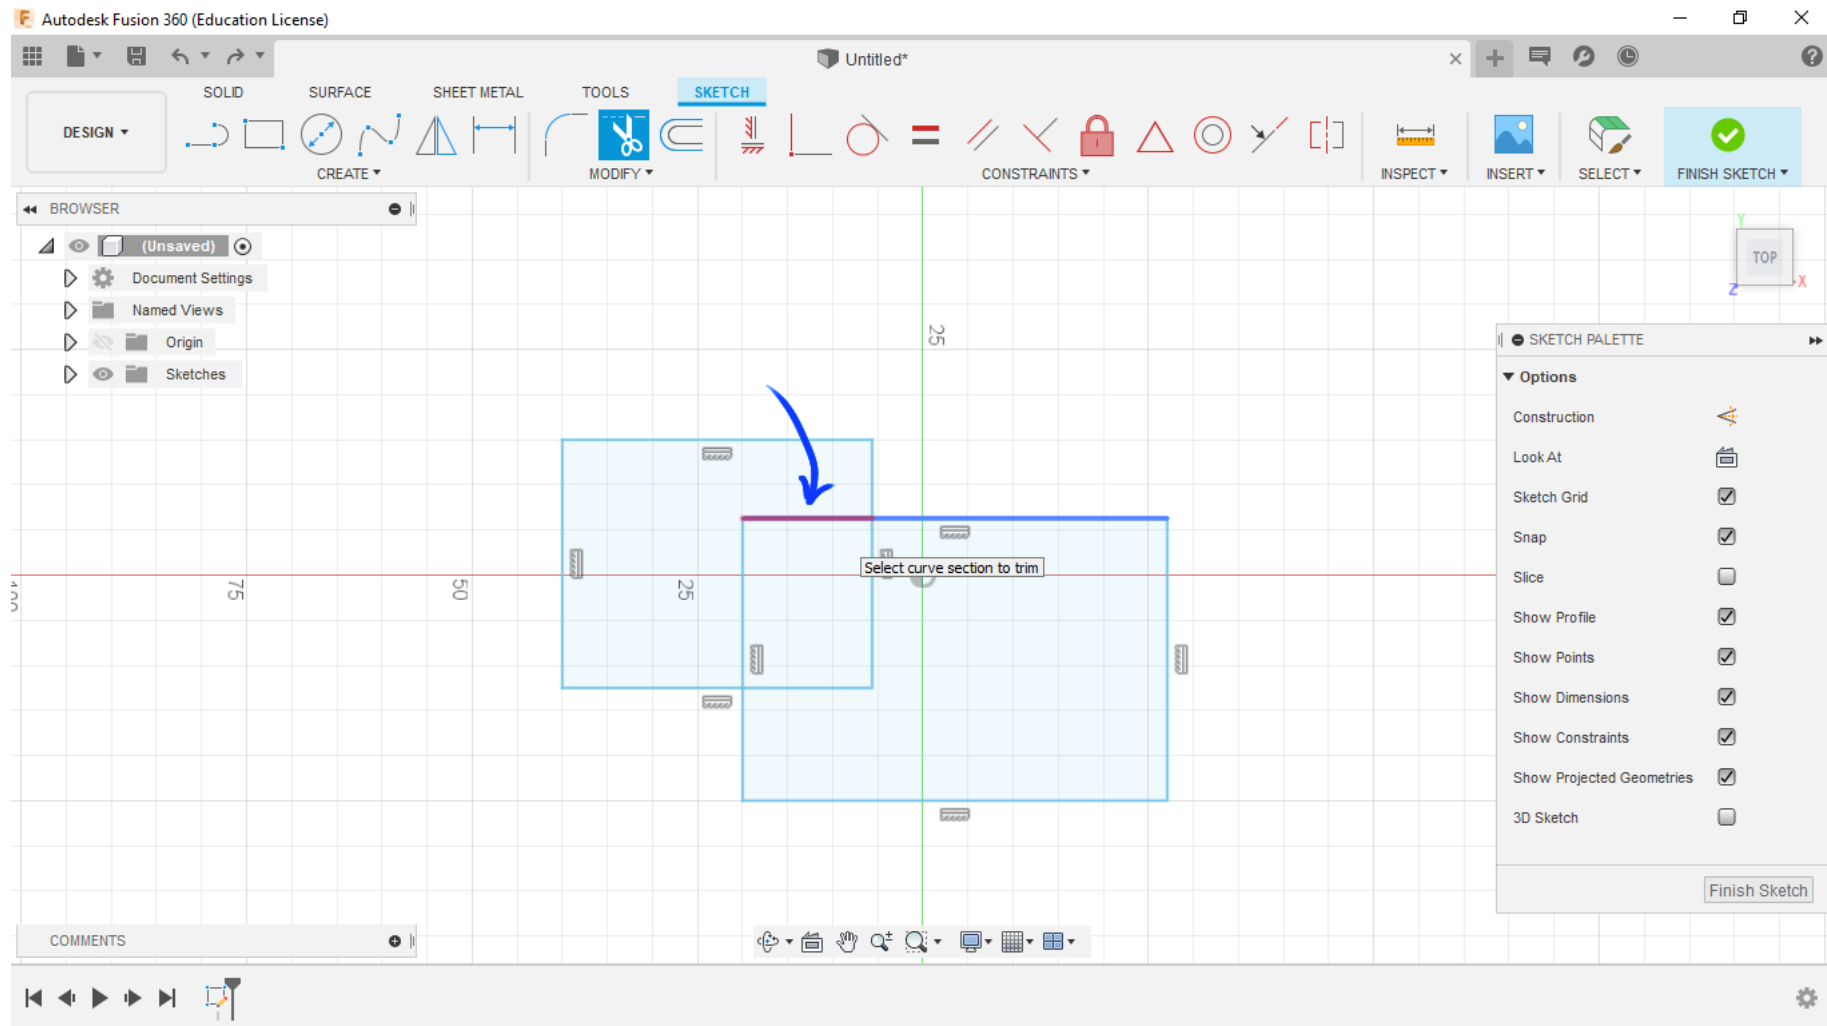 Autodesk Fusion 360 (Education License)
Untitled*
SOLID SURFACE SHEET METAL TOOLS SKETCH
DESIGN
CREATE MODIFY CONSTRAINTS INSPECT INSERT SELECT FINISH SKETCH
BROWSER
(Unsaved)
Document Settings
Named Views
Origin
Sketches
Y
TOP
X
Z
25
100
75
50
25
Select curve section to trim
SKETCH PALETTE
Options
Construction
Look At
Sketch Grid
Snap
Slice
Show Profile
Show Points
Show Dimensions
Show Constraints
Show Projected Geometries
3D Sketch
Finish Sketch
COMMENTS